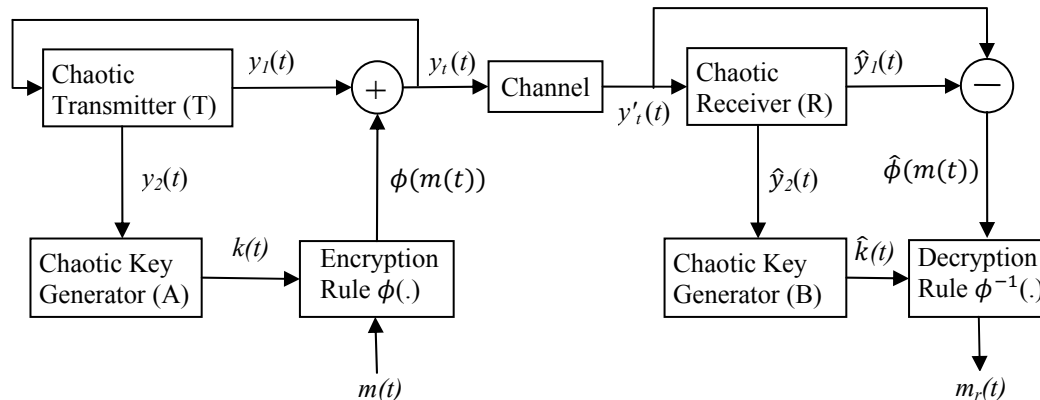 Chaotic
Transmitter (T)
y₁(t)
+
yₜ(t)
Channel
y'ₜ(t)
Chaotic
Receiver (R)
ŷ₁(t)
−
y₂(t)
ϕ(m(t))
ŷ₂(t)
ϕ̂(m(t))
Chaotic Key
Generator (A)
k(t)
Encryption
Rule ϕ(.)
Chaotic Key
Generator (B)
k̂(t)
Decryption
Rule ϕ⁻¹(.)
m(t)
mᵣ(t)